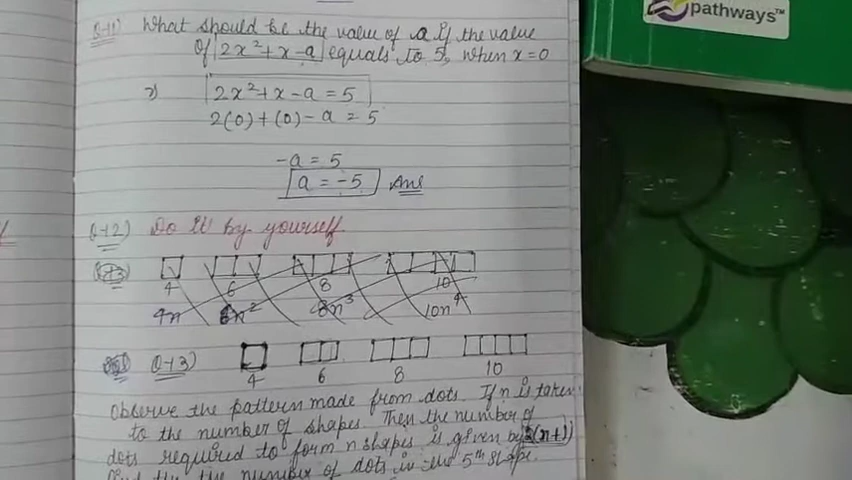 pathways™
Q-11) What should be the value of a if the value
of 2x²+x-a equals to 5, when x=0
2x²+x-a = 5
2(0)+(0)-a = 5
-a = 5
a = -5 Ans
Q-12) Do it by yourself
4 6 8 10
4n 6n² 8n³ 10n⁴
Q-13)
4 6 8 10
Observe the pattern made from dots. If n is taken
to the number of shapes. Then the number of
dots required to form n shapes is given by 2(n+1)
the number of dots in the 5th shape.